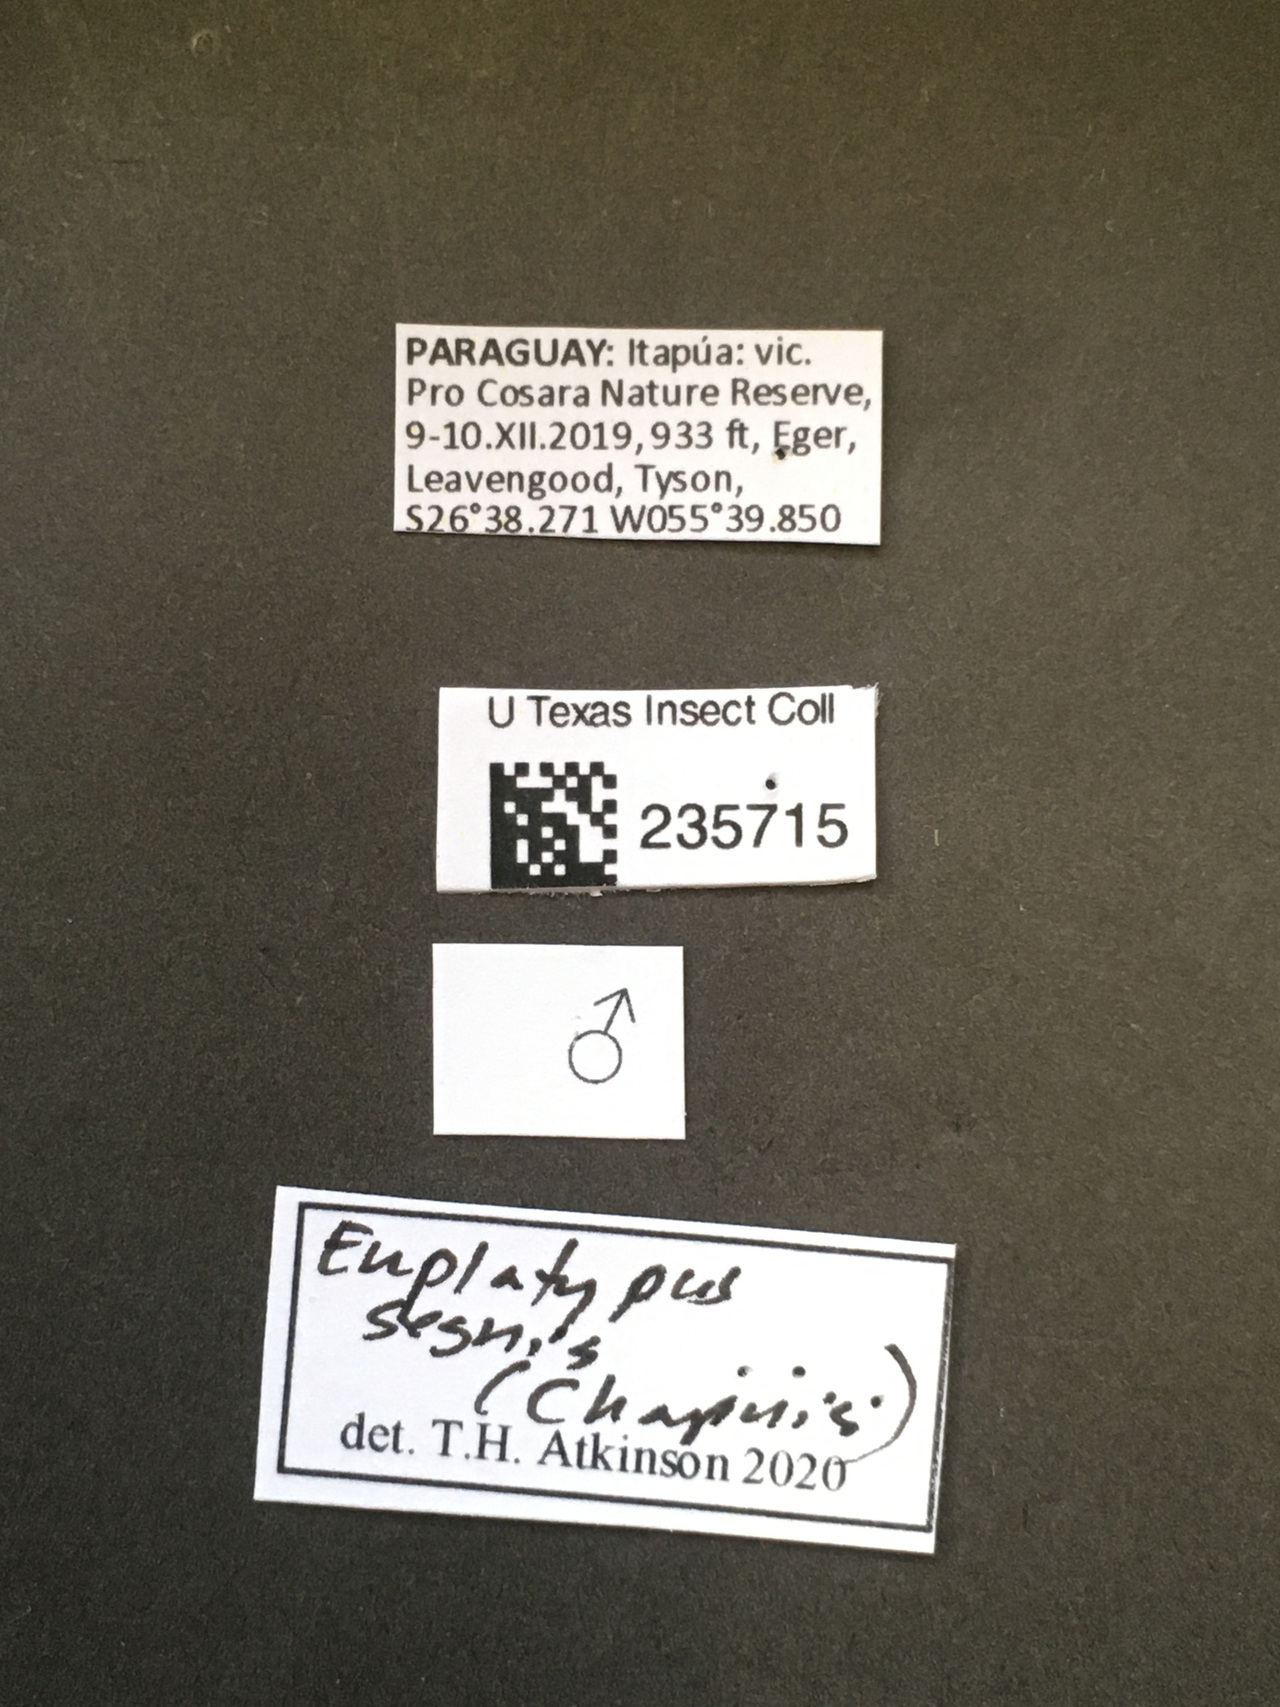 PARAGUAY: Itapúa: vic.
Pro Cosara Nature Reserve,
9-10.XII.2019, 933 ft, Eger,
Leavengood, Tyson,
S26°38.271 W055°39.850
U Texas Insect Coll
235715
♂
Euplatypus
segnis
(Chapuis)
det. T.H. Atkinson 2020